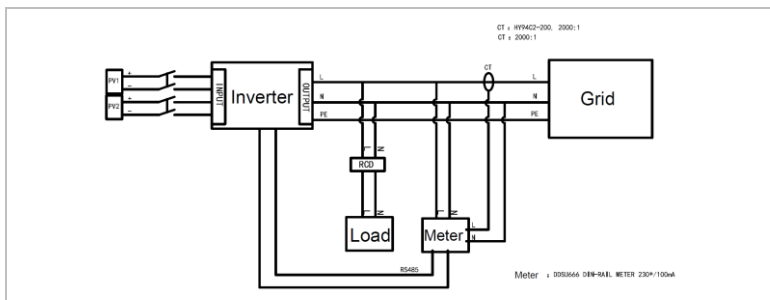 CT : HY94C2-200, 2000:1
CT : 2000:1
PV1
+
-
PV2
+
-
INPUT
Inverter
OUTPUT
L
N
PE
CT
L
N
PE
Grid
L
N
RCD
L
N
Load
L
N
Meter
L
N
RS485
Meter : DDSU666 DIN-RAIL METER 230*/100mA